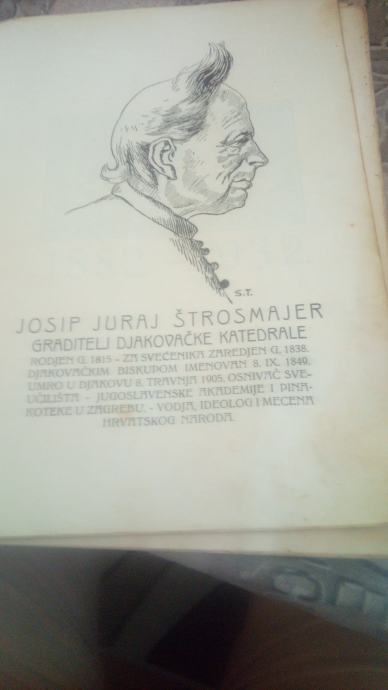 S.T.
JOSIP JURAJ ŠTROSMAJER
GRADITELJ DJAKOVAČKE KATEDRALE
RODJEN G. 1815 - ZA SVEĆENIKA ZAREDJEN G. 1838.
DJAKOVAČKIM BISKUPOM IMENOVAN 8. IX. 1849.
UMRO U DJAKOVU 8. TRAVNJA 1905. OSNIVAČ SVE-
UČILIŠTA - JUGOSLAVENSKE AKADEMIJE I PINA-
KOTEKE U ZAGREBU. - VODJA, IDEOLOG I MECENA
HRVATSKOG NARODA.